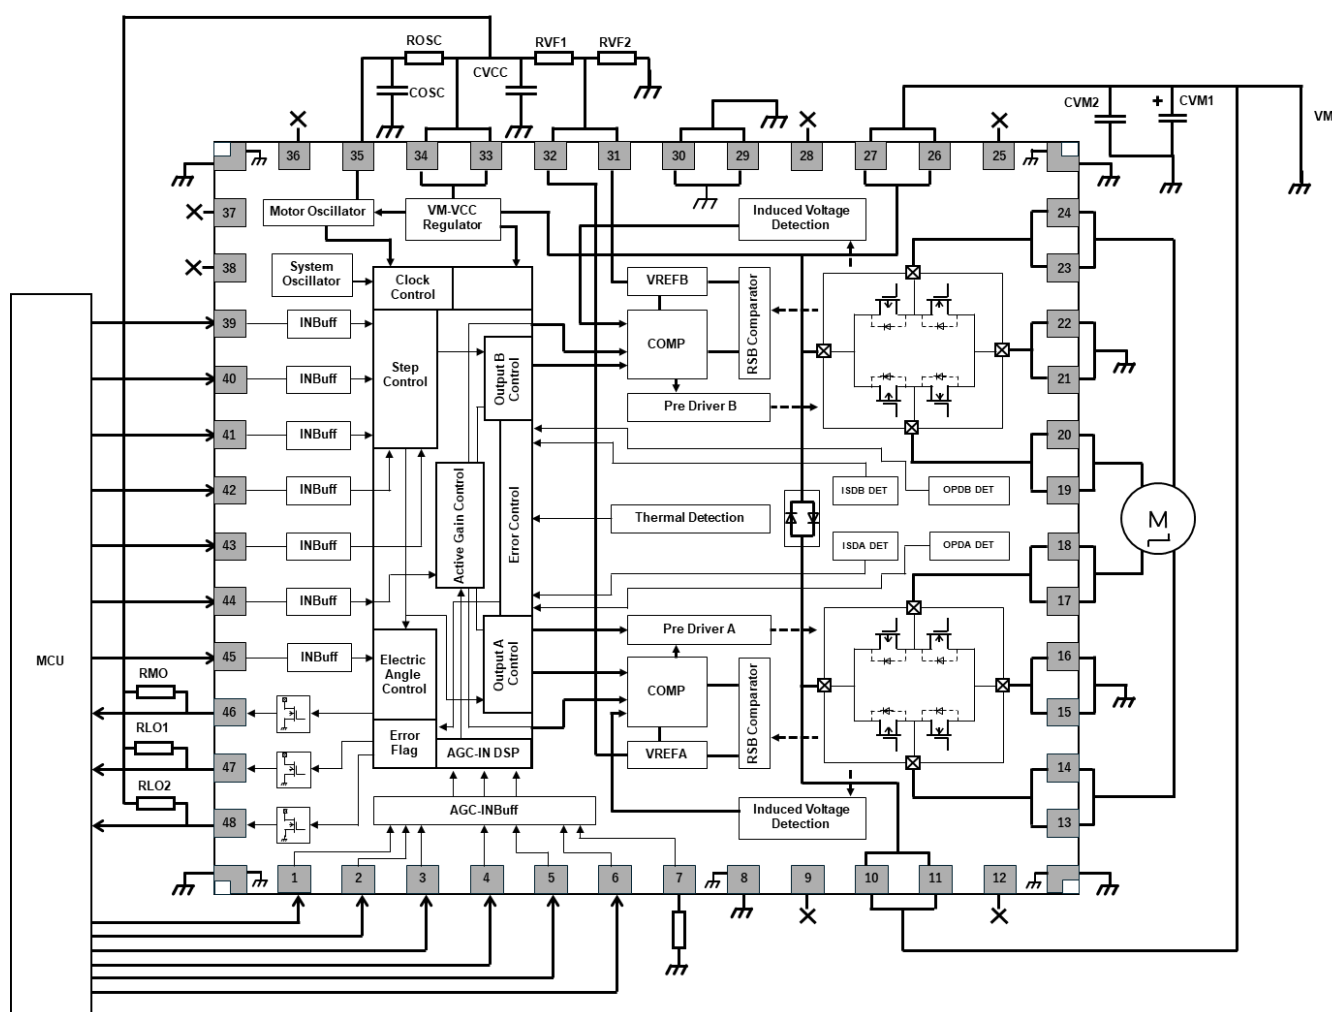 ROSC
RVF1
RVF2
CVCC
COSC
CVM2
+
CVM1
VM
36
35
34
33
32
31
30
29
28
27
26
25
37
Motor Oscillator
VM-VCC
Regulator
Induced Voltage
Detection
24
38
System
Oscillator
Clock
Control
VREFB
23
39
INBuff
Step
Control
Output B
Control
COMP
RSB Comparator
22
40
INBuff
21
Pre Driver B
41
INBuff
20
42
INBuff
Active Gain Control
Error Control
ISDB DET
OPDB DET
19
Thermal Detection
M
43
INBuff
ISDA DET
OPDA DET
18
44
INBuff
17
Pre Driver A
MCU
45
INBuff
Electric
Angle
Control
Output A
Control
COMP
RSB Comparator
16
RMO
46
15
RLO1
Error
Flag
AGC-IN DSP
VREFA
47
14
RLO2
AGC-INBuff
Induced Voltage
Detection
48
13
1
2
3
4
5
6
7
8
9
10
11
12